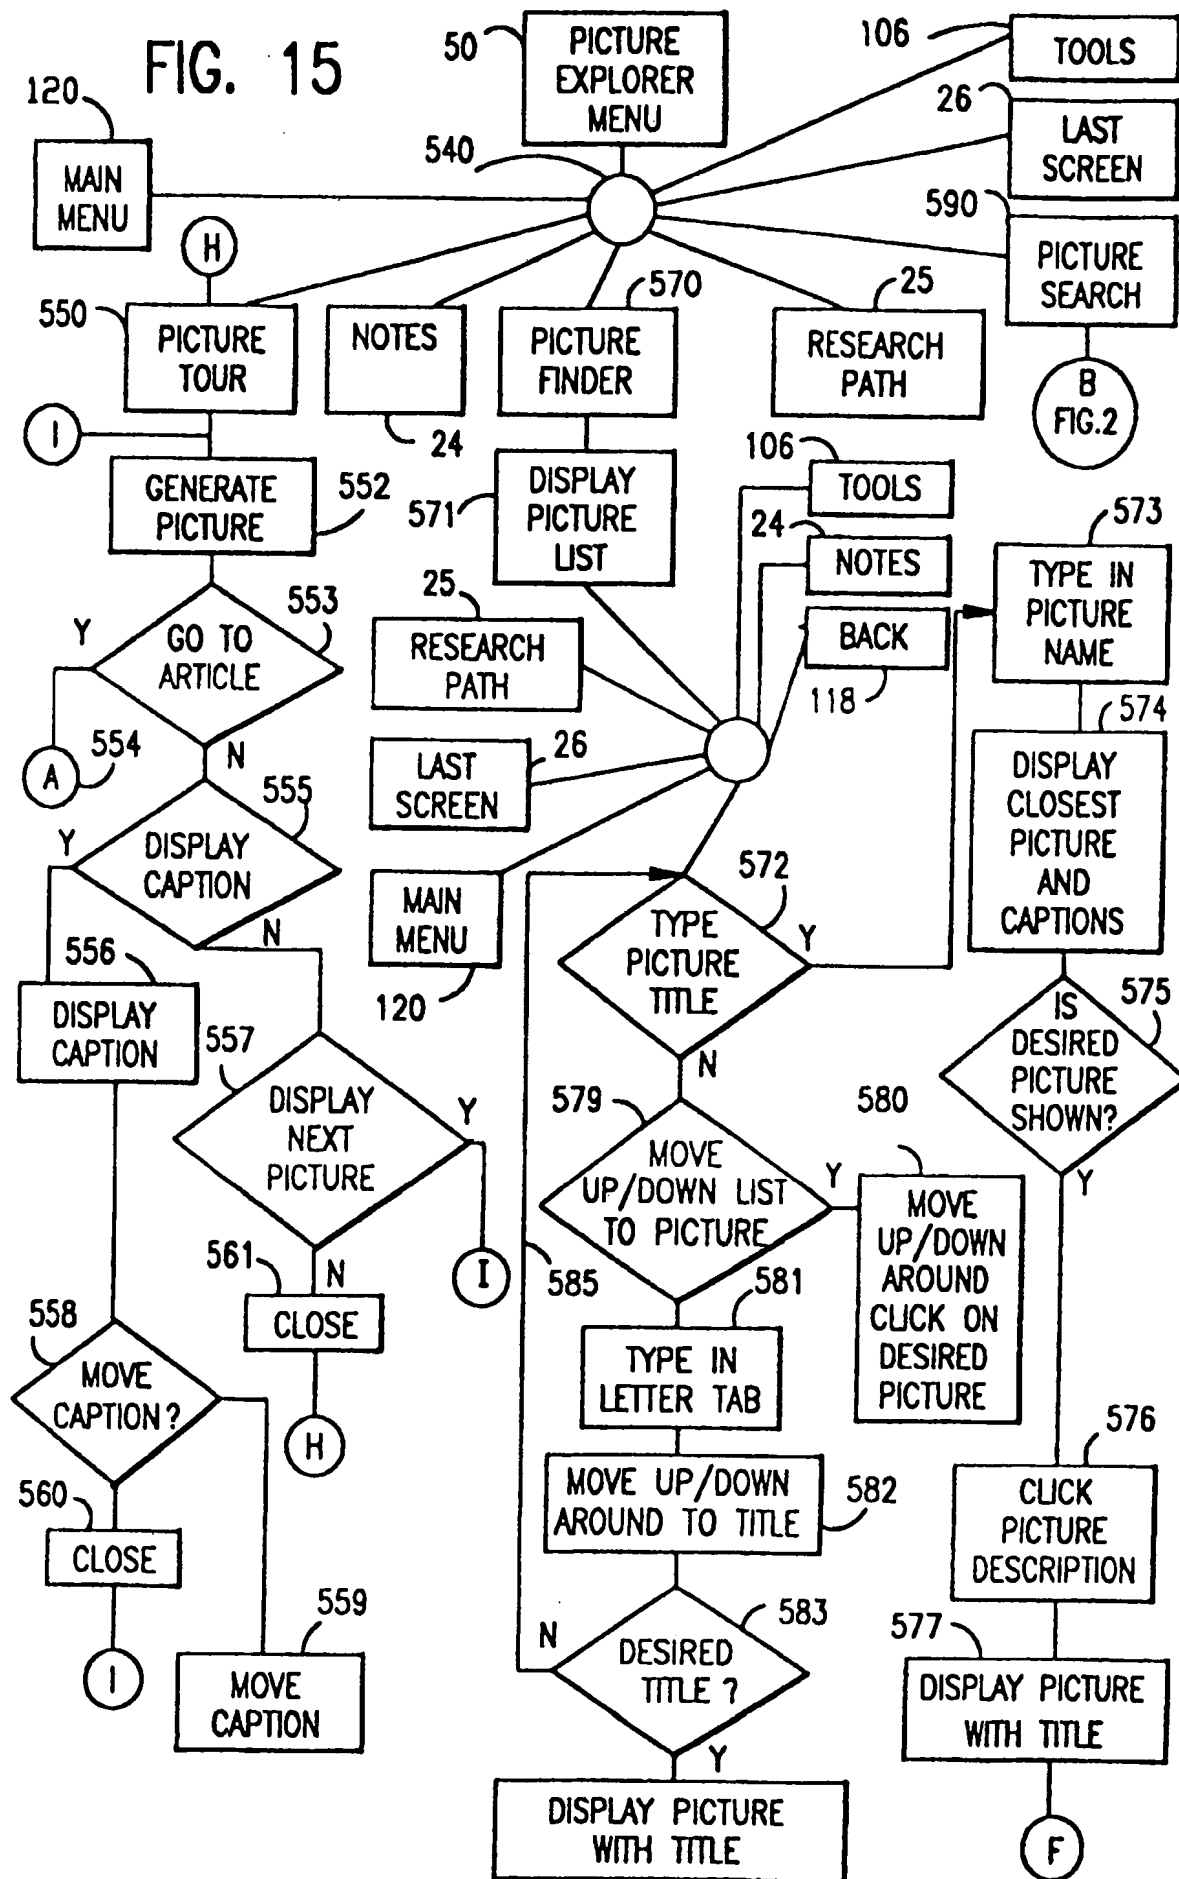 FIG. 15
50
PICTURE
EXPLORER
MENU
106
TOOLS
120
MAIN
MENU
540
26
LAST
SCREEN
590
PICTURE
SEARCH
B
FIG.2
H
550
PICTURE
TOUR
NOTES
24
570
PICTURE
FINDER
25
RESEARCH
PATH
I
GENERATE
PICTURE
552
571
DISPLAY
PICTURE
LIST
106
TOOLS
24
NOTES
BACK
118
573
TYPE IN
PICTURE
NAME
Y
GO TO
ARTICLE
553
25
RESEARCH
PATH
A
554
N
26
LAST
SCREEN
574
DISPLAY
CLOSEST
PICTURE
AND
CAPTIONS
Y
DISPLAY
CAPTION
555
N
MAIN
MENU
120
572
TYPE
PICTURE
TITLE
Y
N
556
DISPLAY
CAPTION
557
DISPLAY
NEXT
PICTURE
Y
N
I
561
CLOSE
H
575
IS
DESIRED
PICTURE
SHOWN?
Y
579
MOVE
UP/DOWN LIST
TO PICTURE
Y
580
MOVE
UP/DOWN
AROUND
CLICK ON
DESIRED
PICTURE
585
581
TYPE IN
LETTER TAB
558
MOVE
CAPTION?
560
CLOSE
I
559
MOVE
CAPTION
MOVE UP/DOWN
AROUND TO TITLE
582
576
CLICK
PICTURE
DESCRIPTION
N
DESIRED
TITLE ?
583
Y
577
DISPLAY PICTURE
WITH TITLE
F
DISPLAY PICTURE
WITH TITLE